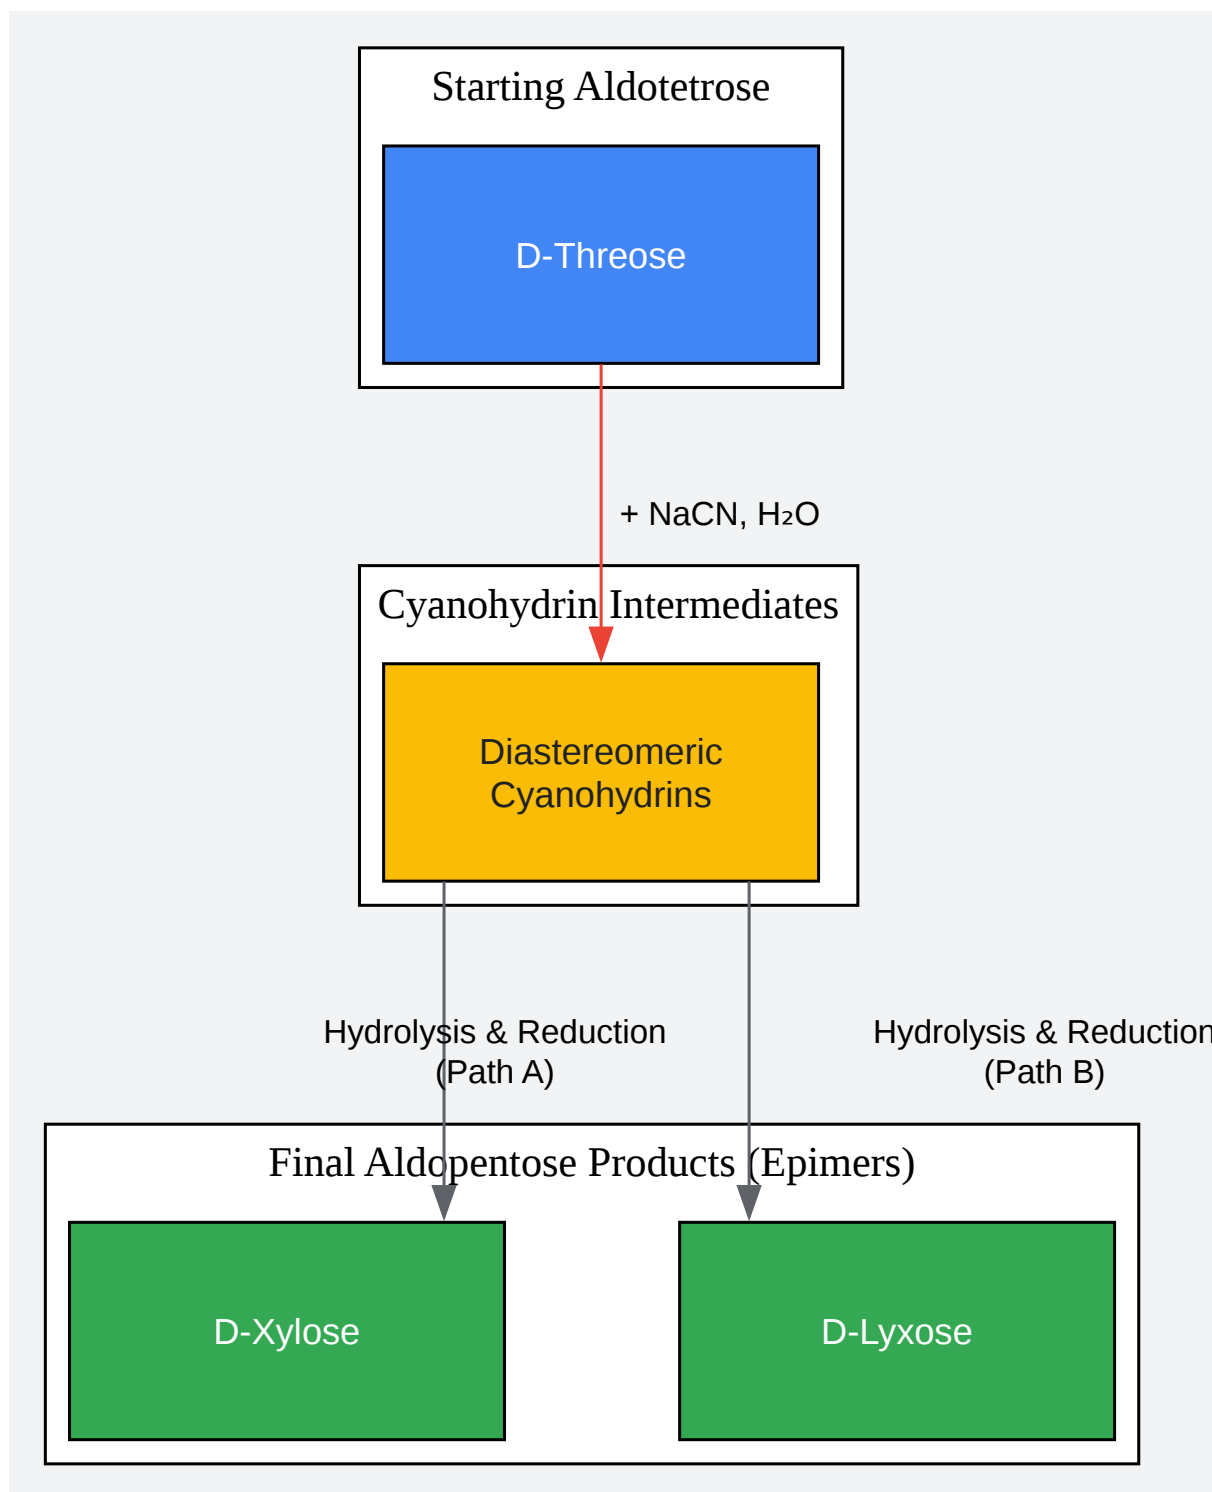 Starting Aldotetrose
D-Threose
+ NaCN, H₂O
Cyanohydrin Intermediates
Diastereomeric
Cyanohydrins
Hydrolysis & Reduction
(Path A)
Hydrolysis & Reduction
(Path B)
Final Aldopentose Products (Epimers)
D-Xylose
D-Lyxose